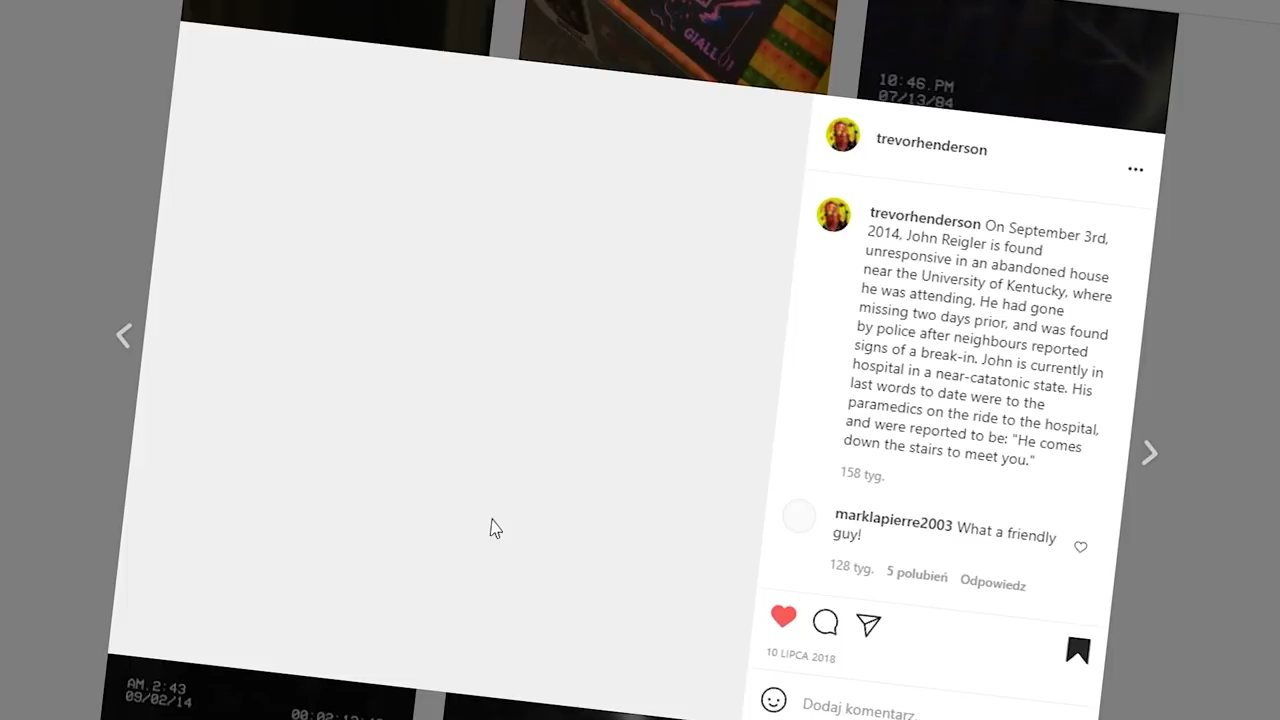 GIALLO!
10:46.PM
07/13/84
trevorhenderson
trevorhenderson On September 3rd,
2014, John Reigler is found
unresponsive in an abandoned house
near the University of Kentucky, where
he was attending. He had gone
missing two days prior, and was found
by police after neighbours reported
signs of a break-in. John is currently in
hospital in a near-catatonic state. His
last words to date were to the
paramedics on the ride to the hospital,
and were reported to be: "He comes
down the stairs to meet you."
158 tyg.
marklapierre2003 What a friendly
guy!
128 tyg. 5 polubień Odpowiedz
10 LIPCA 2018
Dodaj komentarz...
AM.2:43
09/02/14